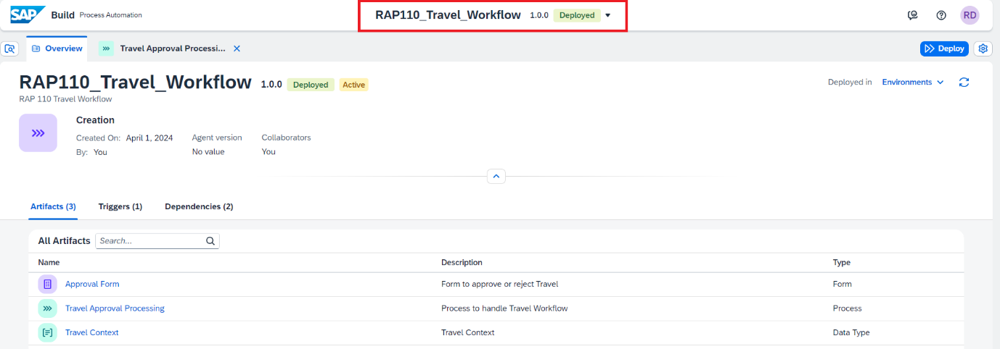 SAP Build Process Automation RAP110_Travel_Workflow 1.0.0 Deployed RD
Overview Travel Approval Processi... Deploy
RAP110_Travel_Workflow 1.0.0 Deployed Active Deployed in Environments
RAP 110 Travel Workflow
Creation
Created On: April 1, 2024 Agent version Collaborators
By: You No value You
Artifacts (3) Triggers (1) Dependencies (2)
All Artifacts Search...
Name Description Type
Approval Form Form to approve or reject Travel Form
Travel Approval Processing Process to handle Travel Workflow Process
Travel Context Travel Context Data Type